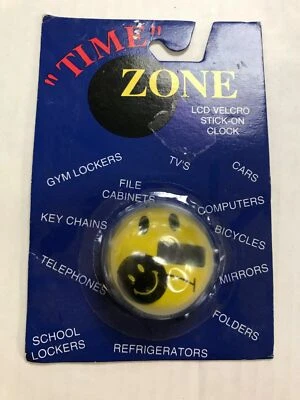 "TIME"
ZONE
LCD VELCRO
STICK-ON
CLOCK
GYM LOCKERS
TV'S
CARS
FILE
CABINETS
COMPUTERS
KEY CHAINS
BICYCLES
TELEPHONES
MIRRORS
FOLDERS
SCHOOL
LOCKERS
REFRIGERATORS